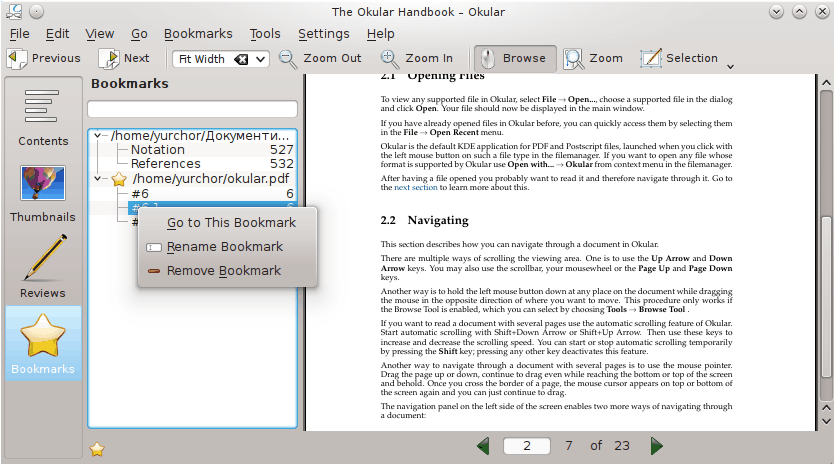 The Okular Handbook – Okular
File Edit View Go Bookmarks Tools Settings Help
Previous Next Fit Width Zoom Out Zoom In Browse Zoom Selection
Contents
Thumbnails
Reviews
Bookmarks
Bookmarks
/home/yurchor/Документи...
Notation 527
References 532
/home/yurchor/okular.pdf
#6 6
#6 6
#
Go to This Bookmark
Rename Bookmark
Remove Bookmark
2.1 Opening Files
To view any supported file in Okular, select File → Open..., choose a supported file in the dialog
and click Open. Your file should now be displayed in the main window.
If you have already opened files in Okular before, you can quickly access them by selecting them
in the File → Open Recent menu.
Okular is the default KDE application for PDF and Postscript files, launched when you click with
the left mouse button on such a file type in the filemanager. If you want to open any file whose
format is supported by Okular use Open with... → Okular from context menu in the filemanager.
After having a file opened you probably want to read it and therefore navigate through it. Go to
the next section to learn more about this.
2.2 Navigating
This section describes how you can navigate through a document in Okular.
There are multiple ways of scrolling the viewing area. One is to use the Up Arrow and Down
Arrow keys. You may also use the scrollbar, your mousewheel or the Page Up and Page Down
keys.
Another way is to hold the left mouse button down at any place on the document while dragging
the mouse in the opposite direction of where you want to move. This procedure only works if
the Browse Tool is enabled, which you can select by choosing Tools → Browse Tool .
If you want to read a document with several pages use the automatic scrolling feature of Okular.
Start automatic scrolling with Shift+Down Arrow or Shift+Up Arrow. Then use these keys to
increase and decrease the scrolling speed. You can start or stop automatic scrolling temporarily
by pressing the Shift key; pressing any other key deactivates this feature.
Another way to navigate through a document with several pages is to use the mouse pointer.
Drag the page up or down, continue to drag even while reaching the bottom or top of the screen
and behold. Once you cross the border of a page, the mouse cursor appears on top or bottom of
the screen again and you can just continue to drag.
The navigation panel on the left side of the screen enables two more ways of navigating through
a document:
2 7 of 23